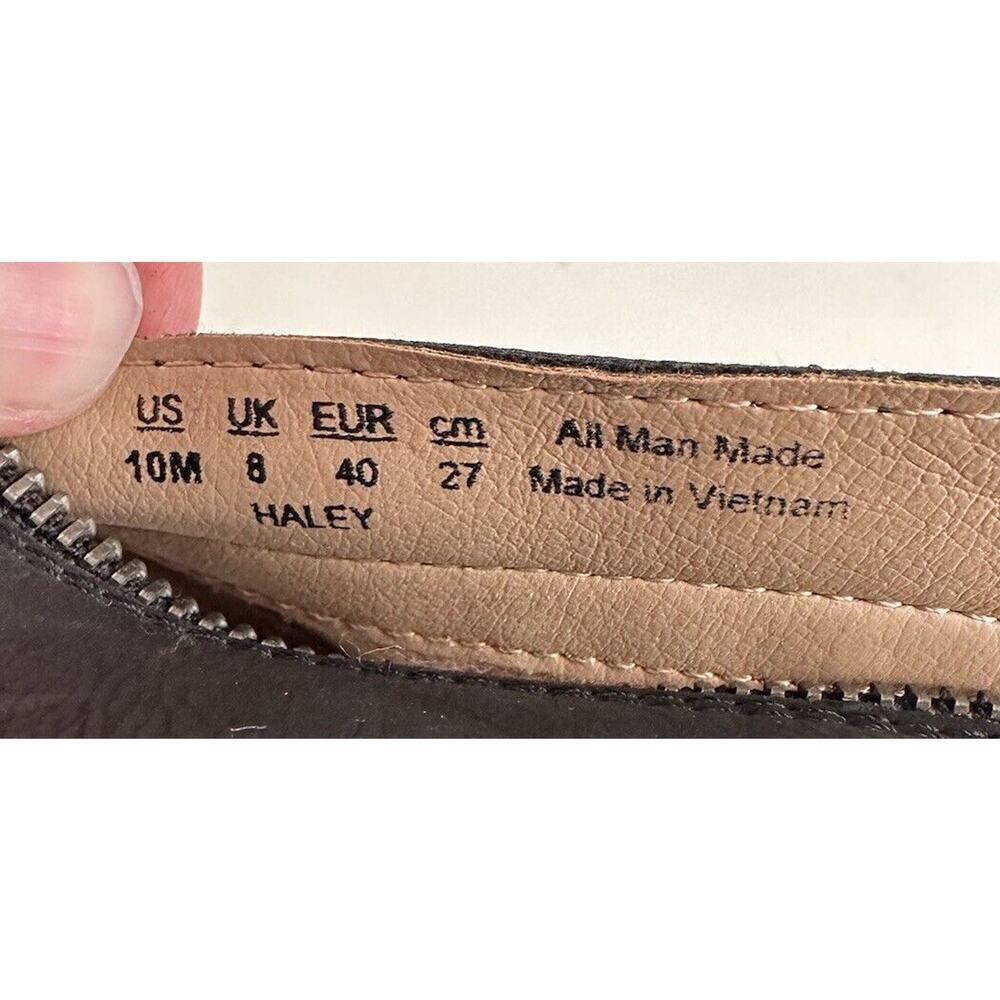 US UK EUR cm
10M 8 40 27
HALEY
All Man Made
Made in Vietnam